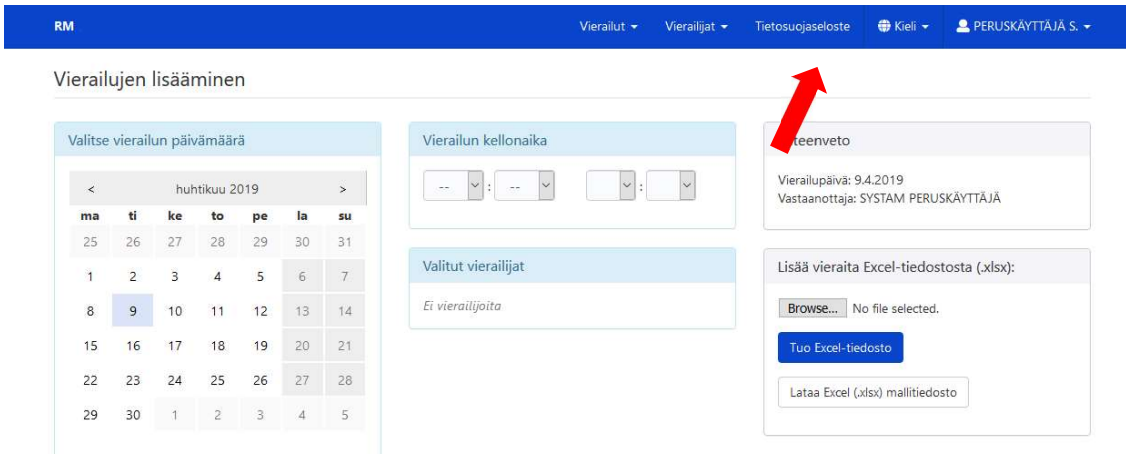 RM Vierailut Vierailijat Tietosuojaseloste Kieli PERUSKÄYTTÄJÄ S.
Vierailujen lisääminen
Valitse vierailun päivämäärä
< huhtikuu 2019 >
ma ti ke to pe la su
25 26 27 28 29 30 31
1 2 3 4 5 6 7
8 9 10 11 12 13 14
15 16 17 18 19 20 21
22 23 24 25 26 27 28
29 30 1 2 3 4 5
Vierailun kellonaika
-- : -- :
Valitut vierailijat
Ei vierailijoita
teenveto
Vierailupäivä: 9.4.2019
Vastaanottaja: SYSTAM PERUSKÄYTTÄJÄ
Lisää vieraita Excel-tiedostosta (.xlsx):
Browse... No file selected.
Tuo Excel-tiedosto
Lataa Excel (.xlsx) mallitiedosto